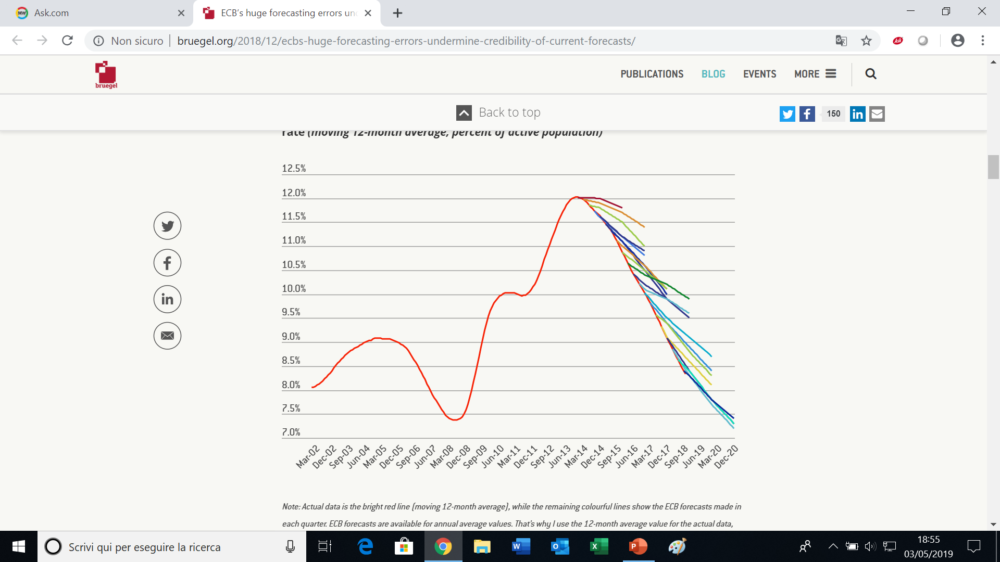 Ask.com
ECB's huge forecasting errors un
Non sicuro
bruegel.org/2018/12/ecbs-huge-forecasting-errors-undermine-credibility-of-current-forecasts/
Ask
bruegel
PUBLICATIONS BLOG EVENTS MORE
Back to top
150
rate (moving 12-month average, percent of active population)
12.5%
12.0%
11.5%
11.0%
10.5%
10.0%
9.5%
9.0%
8.5%
8.0%
7.5%
7.0%
Mar-02 Dec-02 Sep-03 Jun-04 Mar-05 Dec-05 Sep-06 Jun-07 Mar-08 Dec-08 Sep-09 Jun-10 Mar-11 Dec-11 Sep-12 Jun-13 Mar-14 Dec-14 Sep-15 Jun-16 Mar-17 Dec-17 Sep-18 Jun-19 Mar-20 Dec-20
Note: Actual data is the bright red line (moving 12-month average), while the remaining colourful lines show the ECB forecasts made in
each quarter. ECB forecasts are available for annual average values. That's why I use the 12-month average value for the actual data,
Scrivi qui per eseguire la ricerca
18:55
03/05/2019